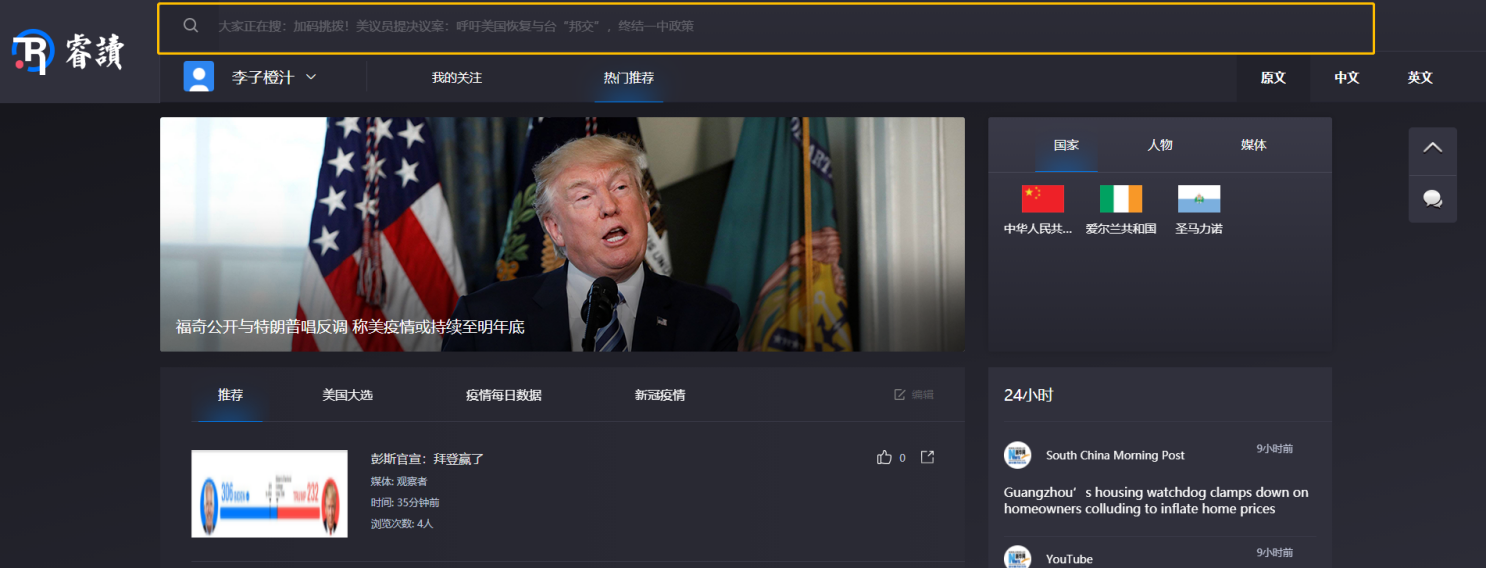 大家正在搜：加码挑拨！美议员提决议案：呼吁美国恢复与台“邦交”，终结一中政策
睿讀
李子橙汁
我的关注
热门推荐
原文
中文
英文
国家
人物
媒体
中华人民共...
爱尔兰共和国
圣马力诺
福奇公开与特朗普唱反调 称美疫情或持续至明年底
推荐
美国大选
疫情每日数据
新冠疫情
编辑
24小时
306
TRUMP 232
彭斯官宣：拜登赢了
0
媒体: 观察者
时间: 35分钟前
浏览次数: 4人
South China Morning Post
9小时前
Guangzhou’s housing watchdog clamps down on
homeowners colluding to inflate home prices
YouTube
9小时前